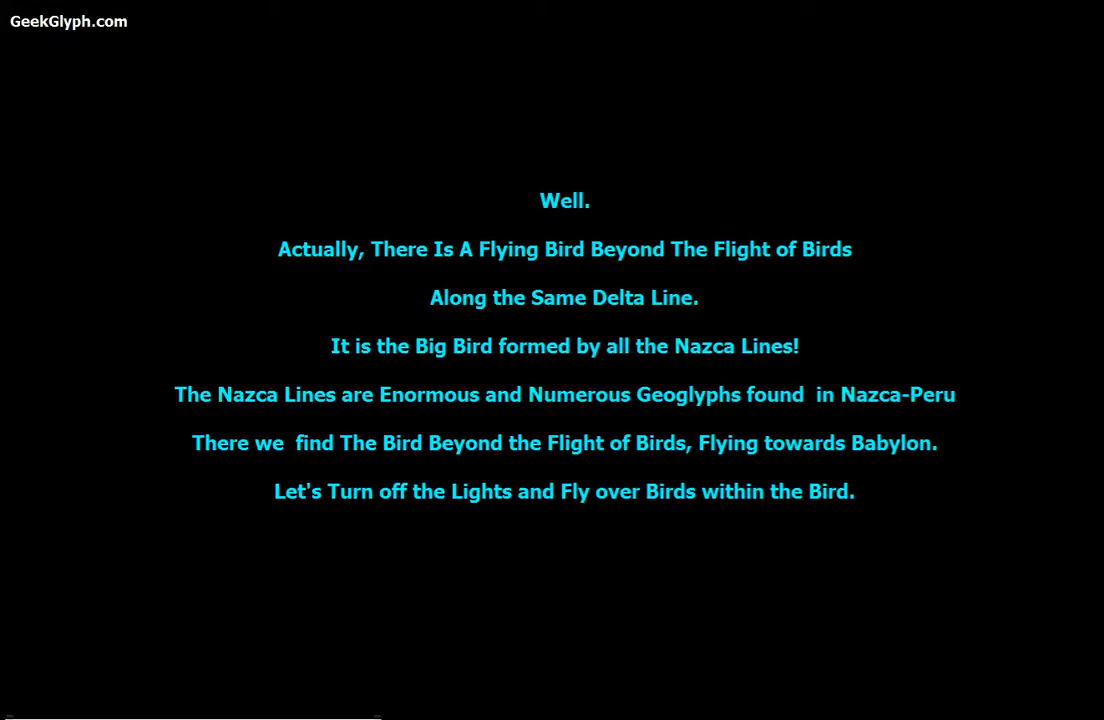 GeekGlyph.com
Well.
Actually, There Is A Flying Bird Beyond The Flight of Birds
Along the Same Delta Line.
It is the Big Bird formed by all the Nazca Lines!
The Nazca Lines are Enormous and Numerous Geoglyphs found  in Nazca-Peru
There we  find The Bird Beyond the Flight of Birds, Flying towards Babylon.
Let's Turn off the Lights and Fly over Birds within the Bird.